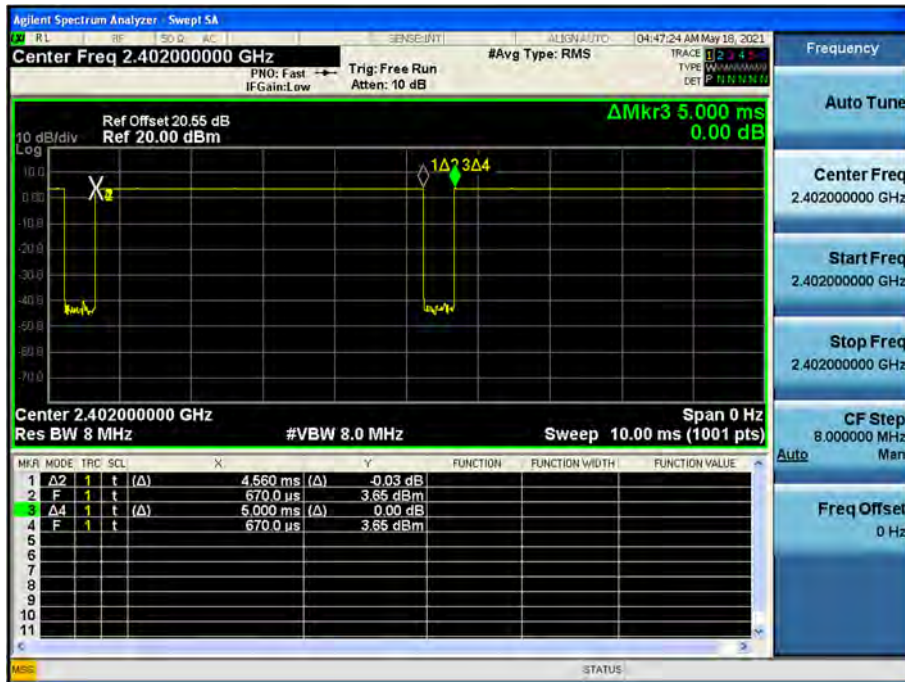 Agilent Spectrum Analyzer - Swept SA
RL RF 50 Ω AC SENSE:INT ALIGN AUTO 04:47:24 AM May 18, 2021
Center Freq 2.402000000 GHz
PNO: Fast
IFGain:Low
Trig: Free Run
Atten: 10 dB
#Avg Type: RMS
TRACE 1 2 3 4 5 6
TYPE
DET P N N N N N
ΔMkr3 5.000 ms
0.00 dB
Ref Offset 20.55 dB
10 dB/div Ref 20.00 dBm
Log
10.0
0.00
-10.0
-20.0
-30.0
-40.0
-50.0
-60.0
-70.0
1Δ2 3Δ4
Center 2.402000000 GHz Span 0 Hz
Res BW 8 MHz #VBW 8.0 MHz Sweep 10.00 ms (1001 pts)
MKR MODE TRC SCL X Y FUNCTION FUNCTION WIDTH FUNCTION VALUE
1 Δ2 1 t (Δ) 4.560 ms (Δ) -0.03 dB
2 F 1 t 670.0 µs 3.65 dBm
3 Δ4 1 t (Δ) 5.000 ms (Δ) 0.00 dB
4 F 1 t 670.0 µs 3.65 dBm
5
6
7
8
9
10
11
MSG STATUS
Frequency
Auto Tune
Center Freq
2.402000000 GHz
Start Freq
2.402000000 GHz
Stop Freq
2.402000000 GHz
CF Step
8.000000 MHz
Auto Man
Freq Offset
0 Hz